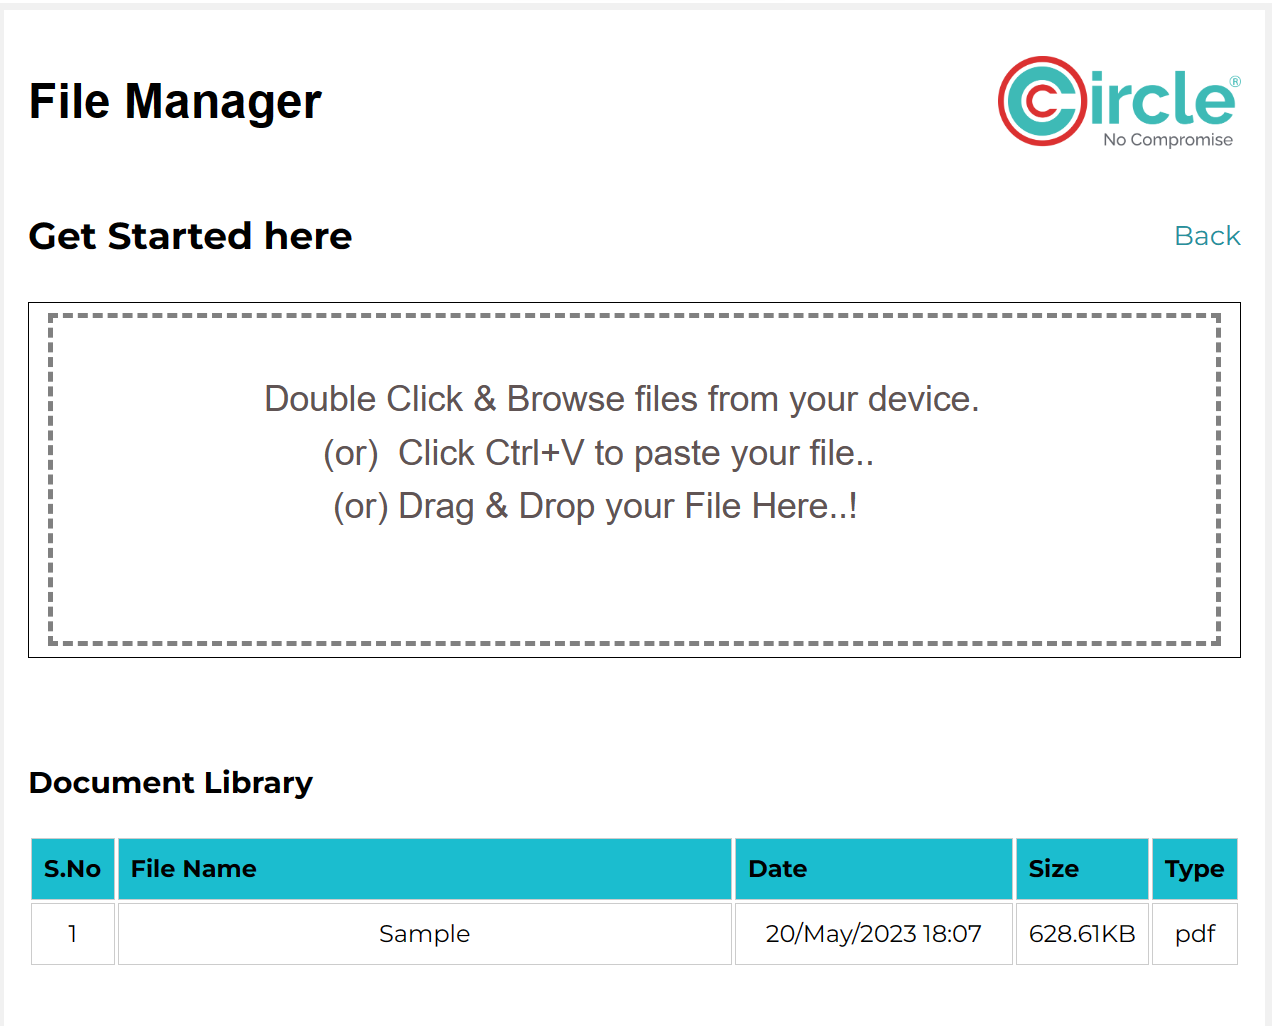 File Manager
Circle®
No Compromise
Get Started here
Back
Double Click & Browse files from your device.
(or)  Click Ctrl+V to paste your file..
(or) Drag & Drop your File Here..!
Document Library
S.No File Name Date Size Type
1 Sample 20/May/2023 18:07 628.61KB pdf